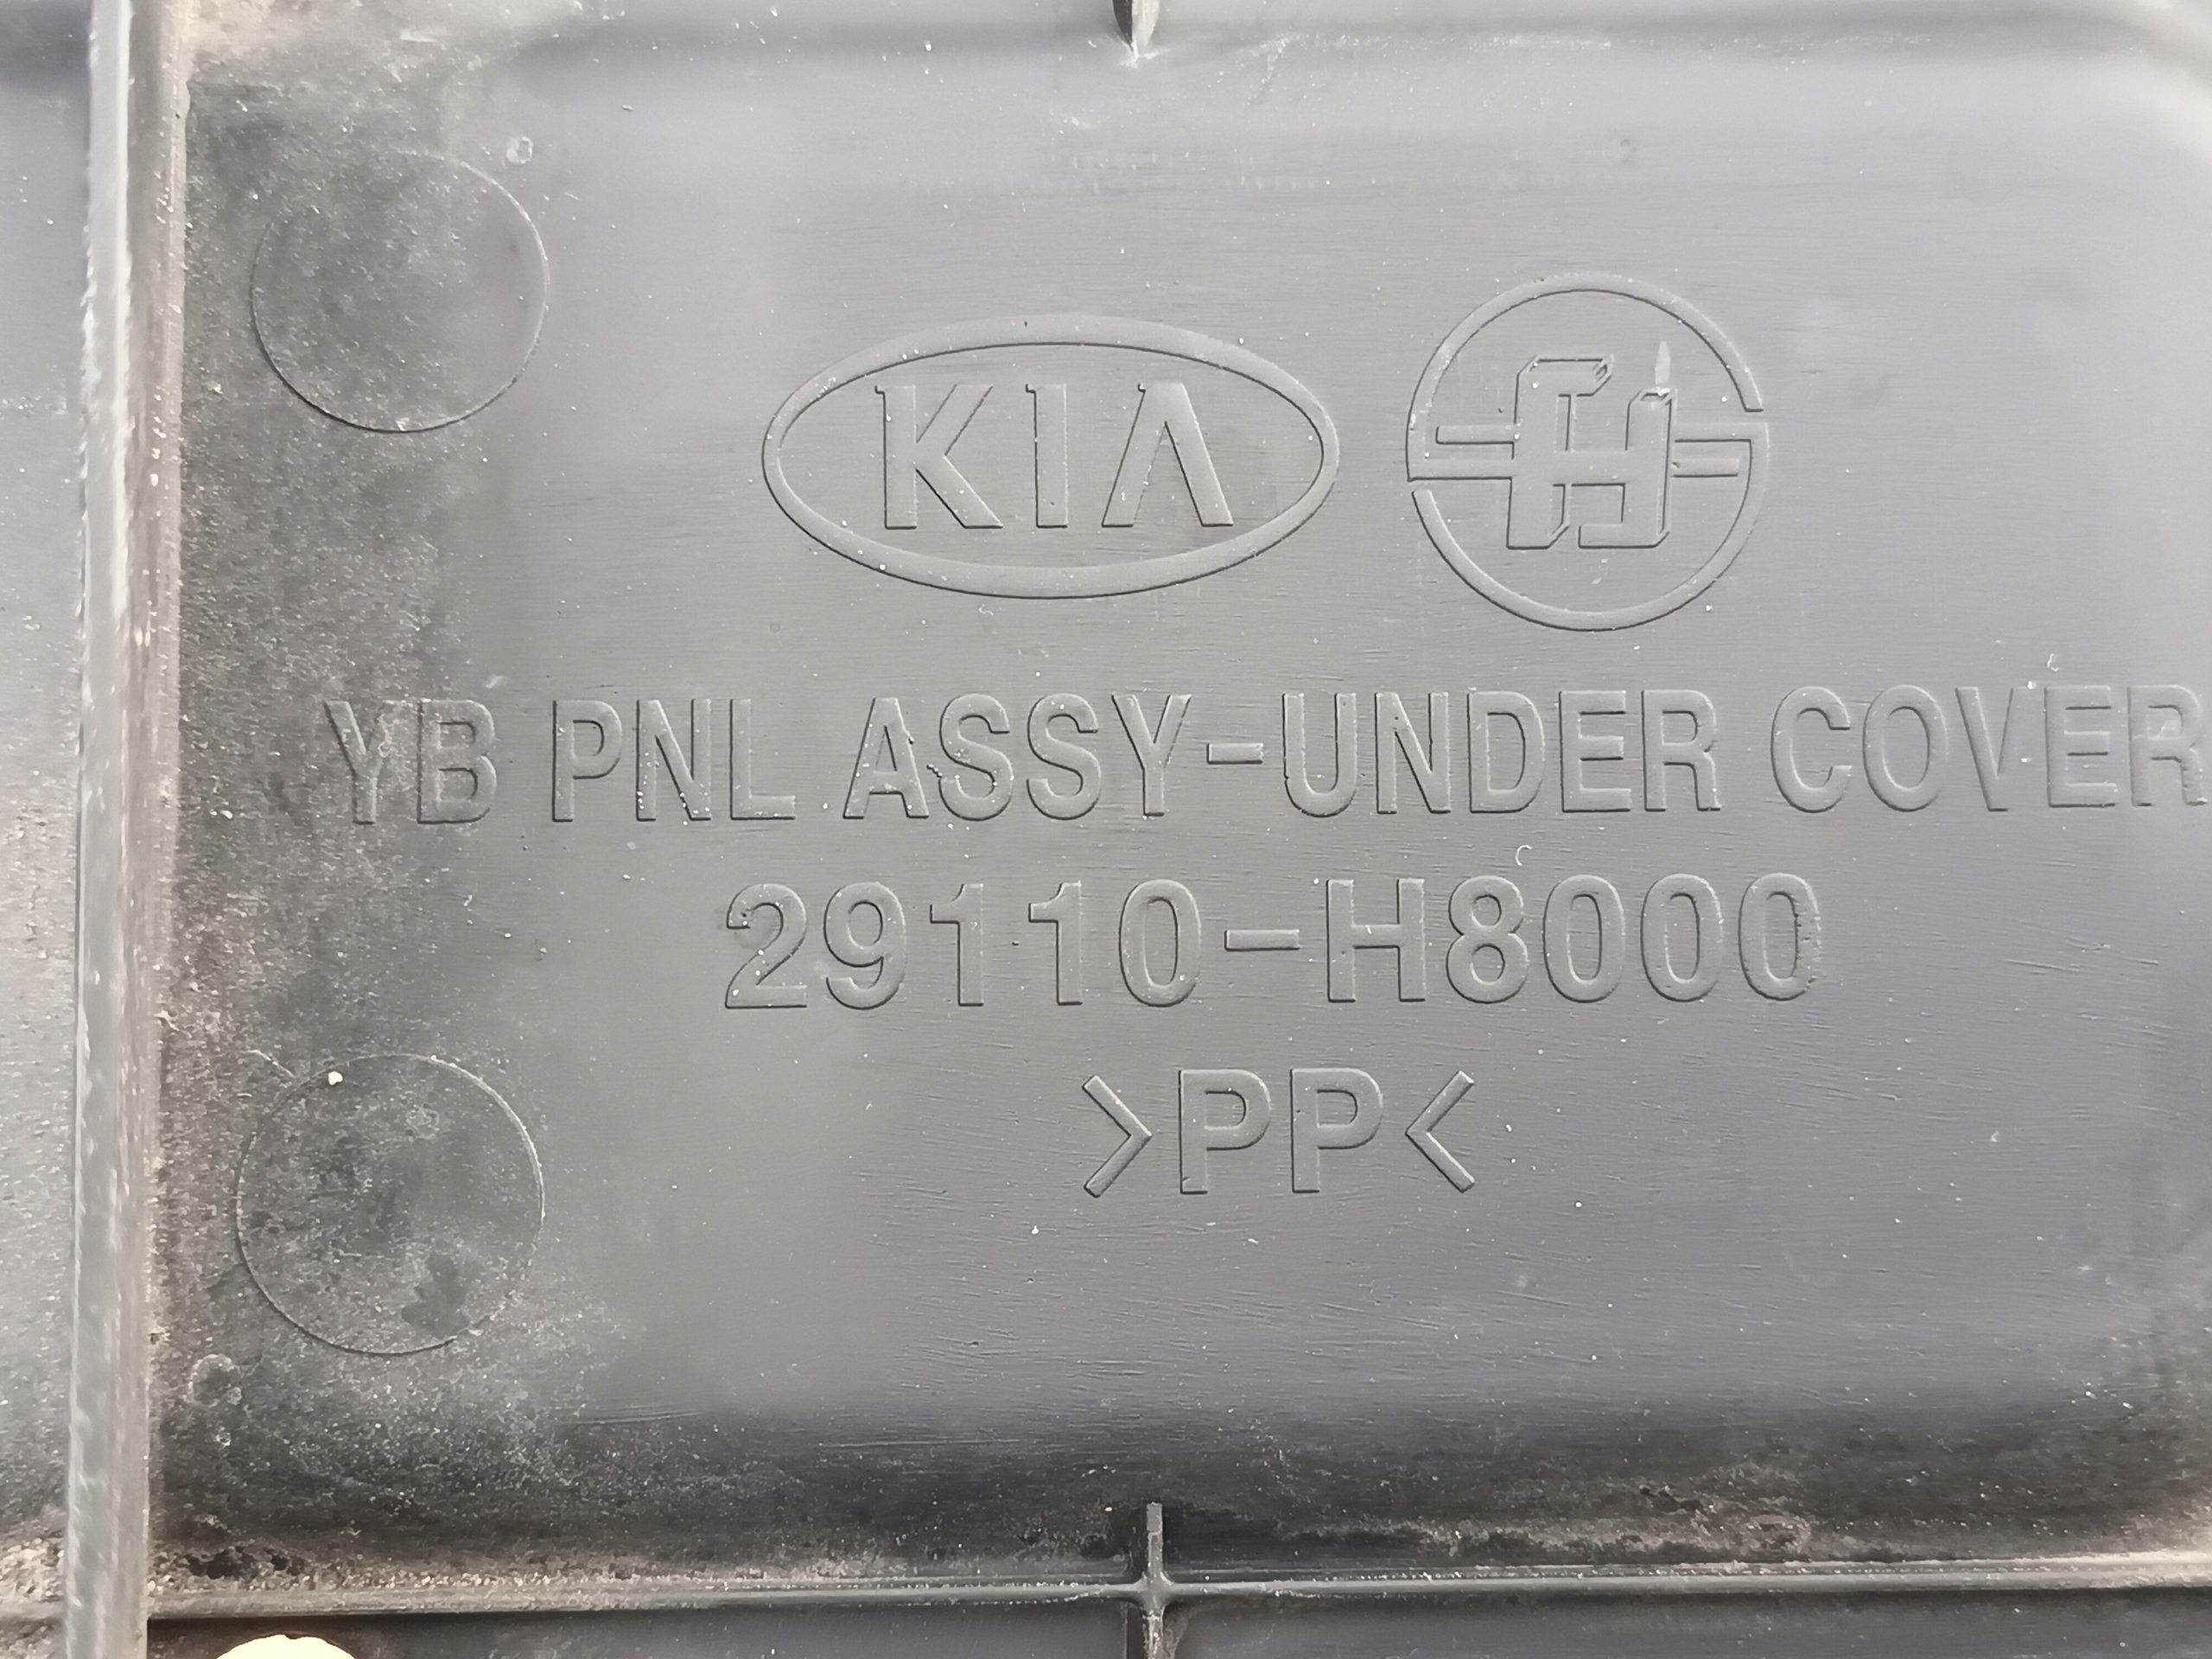 KIA
YB PNL ASSY-UNDER COVER
29110-H8000
>PP<